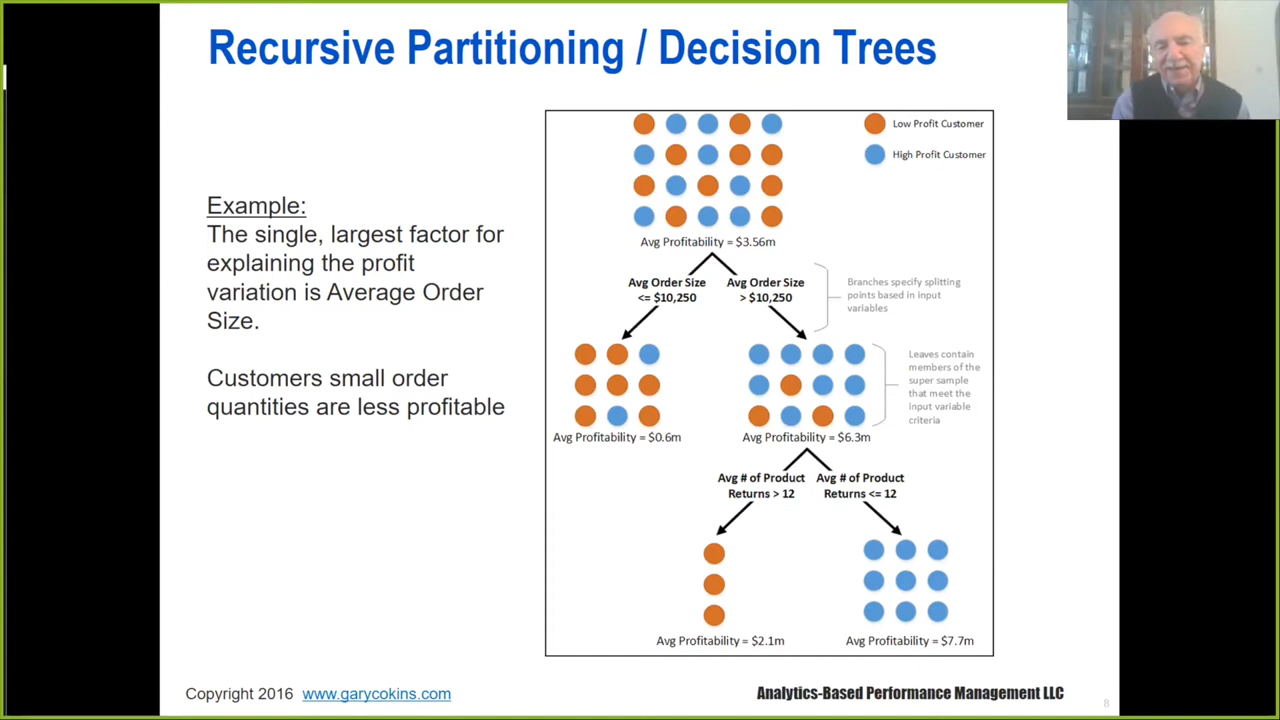 Recursive Partitioning / Decision Trees
Example:
The single, largest factor for
explaining the profit
variation is Average Order
Size.
Customers small order
quantities are less profitable
Low Profit Customer
High Profit Customer
Avg Profitability = $3.56m
Avg Order Size
<= $10,250
Avg Order Size
> $10,250
Branches specify splitting
points based in input
variables
Leaves contain
members of the
super sample
that meet the
input variable
criteria
Avg Profitability = $0.6m
Avg Profitability = $6.3m
Avg # of Product
Returns > 12
Avg # of Product
Returns <= 12
Avg Profitability = $2.1m
Avg Profitability = $7.7m
Copyright 2016 www.garycokins.com
Analytics-Based Performance Management LLC
8